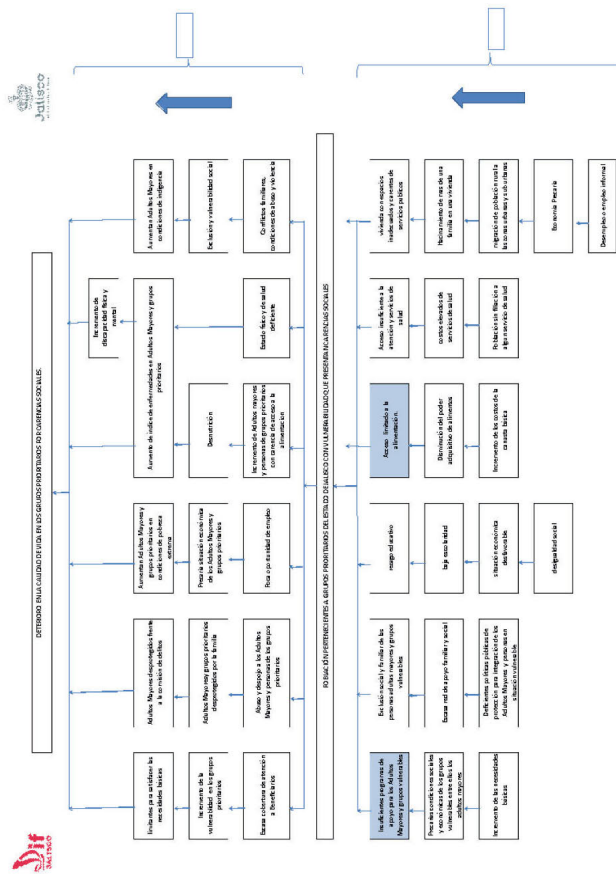 dif
JALISCO
Jalisco
DETERIORO EN LA CALIDAD DE VIDA EN LOS GRUPOS PRIORITARIOS POR CARENCIAS SOCIALES.
Incremento de
discapacidad física y
mental
limitantes para satisfacer las
necesidades básicas
Adultos Mayores desprotegidos frente
a la comisión de delitos
Aumentan Adultos Mayores y
grupos prioritarios en
condiciones de pobreza
extrema
Aumento de índice de enfermedades en Adultos Mayores y grupos
prioritarios
Aumentan Adultos Mayores en
condiciones de indigencia
Incremento de la
vulnerabilidad en los grupos
prioritarios
Adultos Mayores y grupos prioritarios
desprotegidos por la familia
Precaria situación económica
de los Adultos Mayores y
grupos prioritarios
Desnutrición
Exclusión y vulnerabilidad social
Escasa cobertura de atención
a Beneficiarios
Abuso y despojo a los Adultos
Mayores y personas de los grupos
prioritarios
Poca oportunidad de empleo
Incremento de Adultos mayores
y personas de grupos prioritarios
con carencia de acceso a la
alimentacion
Estado físico y de salud
deficiente
Conflictos familiares,
condiciones de abuso y violencia
POBLACIÓN PERTENECIENTES A GRUPOS PRIORITARIOS DEL ESTADO DE JALISCO CON VULNERABILIDAD QUE PRESENTAN CARENZIAS SOCIALES
Insuficientes programas de
apoyo para los Adultos
Mayores y grupos vulnerables
Exclusión social y familiar de las
personas adultas mayores y grupos
vulnerables
rezago educativo
Acceso limitado a la
alimentación.
Acceso insuficiente a la
atención y servicios de
salud
vivienda con espacios
inadecuados y carentes de
servicios públicos
Precarias condiciones sociales
y económicas de los grupos
vulnerables entre ellos los
adultos mayores
Escasa red de apoyo familiar y social
baja escolaridad
Disminución del poder
adquisitivo de alimentos
costos elevados de
servicios de salud
Hacinamiento de mas de una
familia en una vivienda
Incremento de las necesidades
básicas
Deficientes políticas públicas de
protección para integración de los
Adultos Mayores y personas en
situación vulnerable
situación económica
desfavorable
Incremento de los costos de la
canasta básica
Población sin filiación a
algun servicio de salud
migración de población rural a
las zonas urbanas y suburbanas
desigualdad social
Economía Precaria
Desempleo o empleo informal